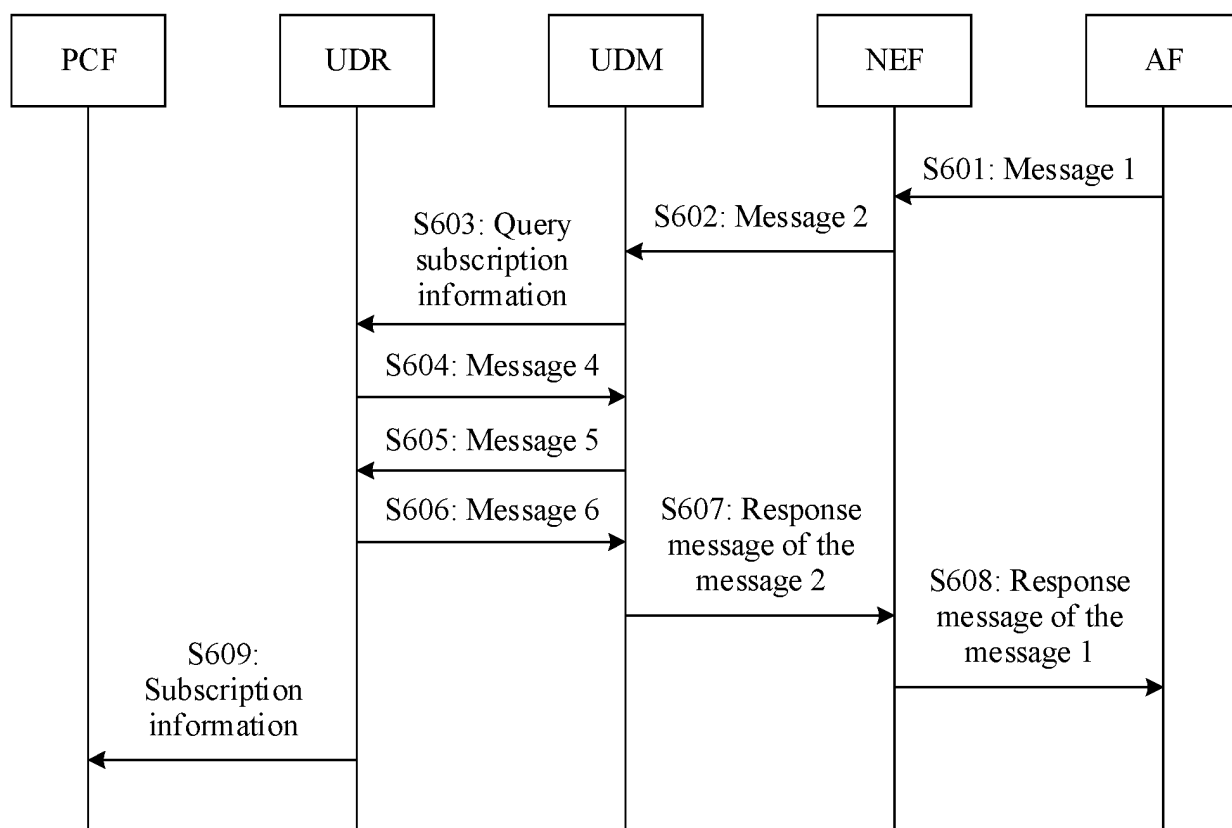 PCF
UDR
UDM
NEF
AF
S601: Message 1
S602: Message 2
S603: Query
subscription
information
S604: Message 4
S605: Message 5
S606: Message 6
S607: Response
message of the
message 2
S608: Response
message of the
message 1
S609:
Subscription
information